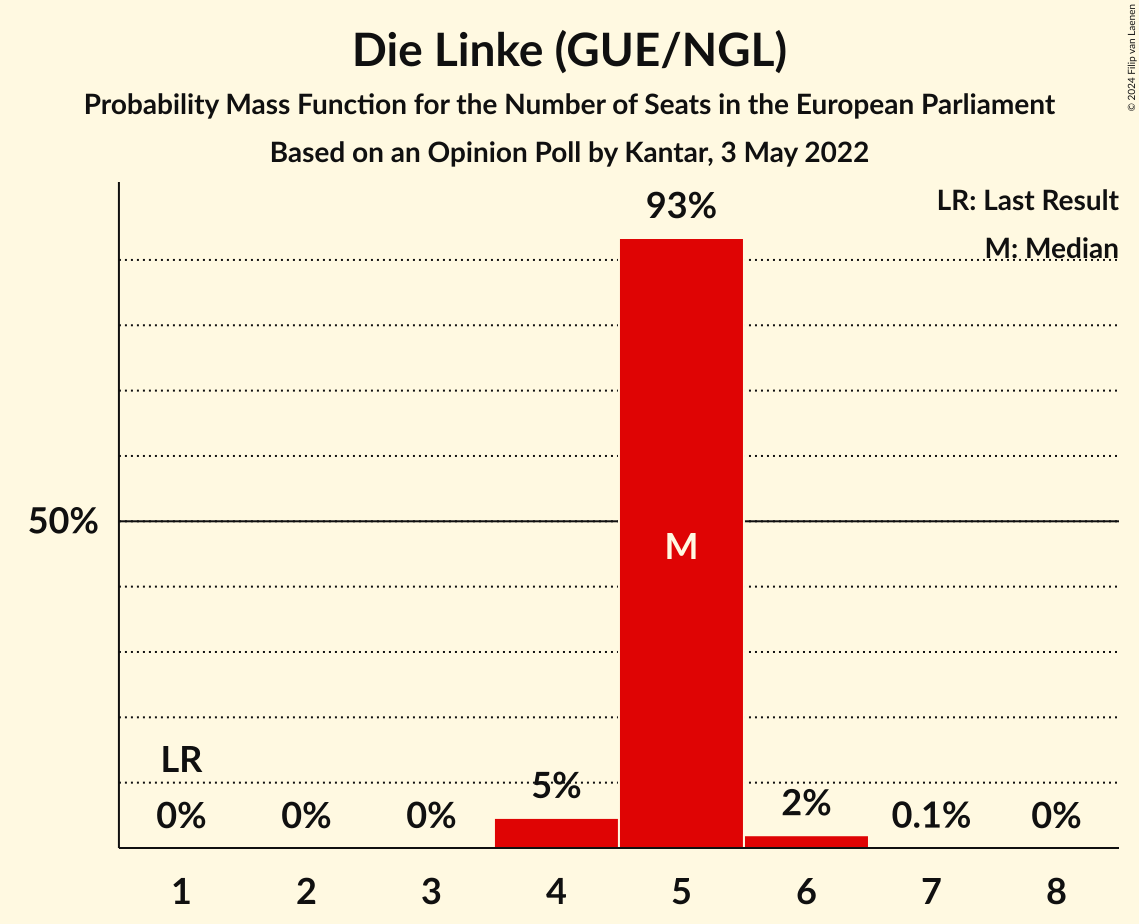 Die Linke (GUE/NGL)
Probability Mass Function for the Number of Seats in the European Parliament
Based on an Opinion Poll by Kantar, 3 May 2022
© 2024 Filip van Laenen
LR: Last Result
M: Median
93%
50%
M
LR
0%
0%
0%
5%
2%
0.1%
0%
1 2 3 4 5 6 7 8